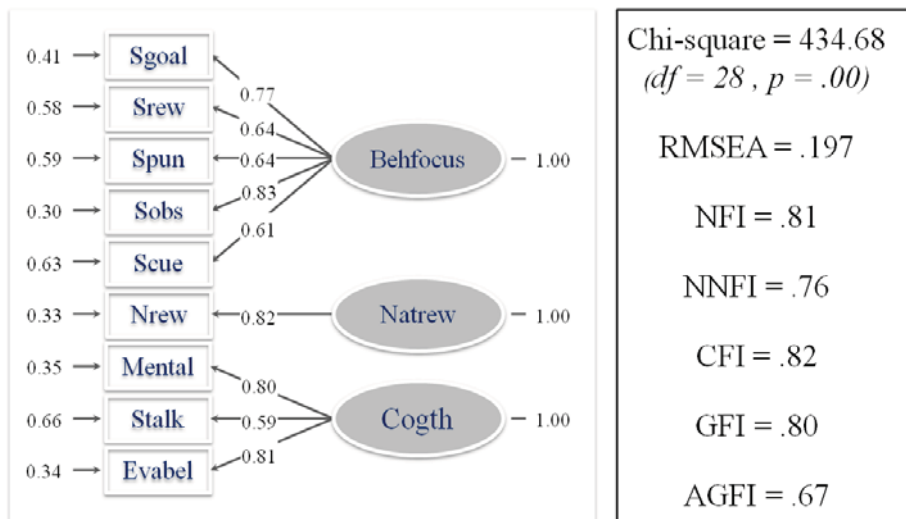 0.41
Sgoal
0.77
0.58
Srew
0.64
0.59
Spun
0.64
Behfocus
1.00
0.83
0.30
Sobs
0.61
0.63
Scue
0.33
Nrew
0.82
Natrew
1.00
0.35
Mental
0.80
0.66
Stalk
0.59
Cogth
1.00
0.81
0.34
Evabel
Chi-square = 434.68
(df = 28 , p = .00)
RMSEA = .197
NFI = .81
NNFI = .76
CFI = .82
GFI = .80
AGFI = .67